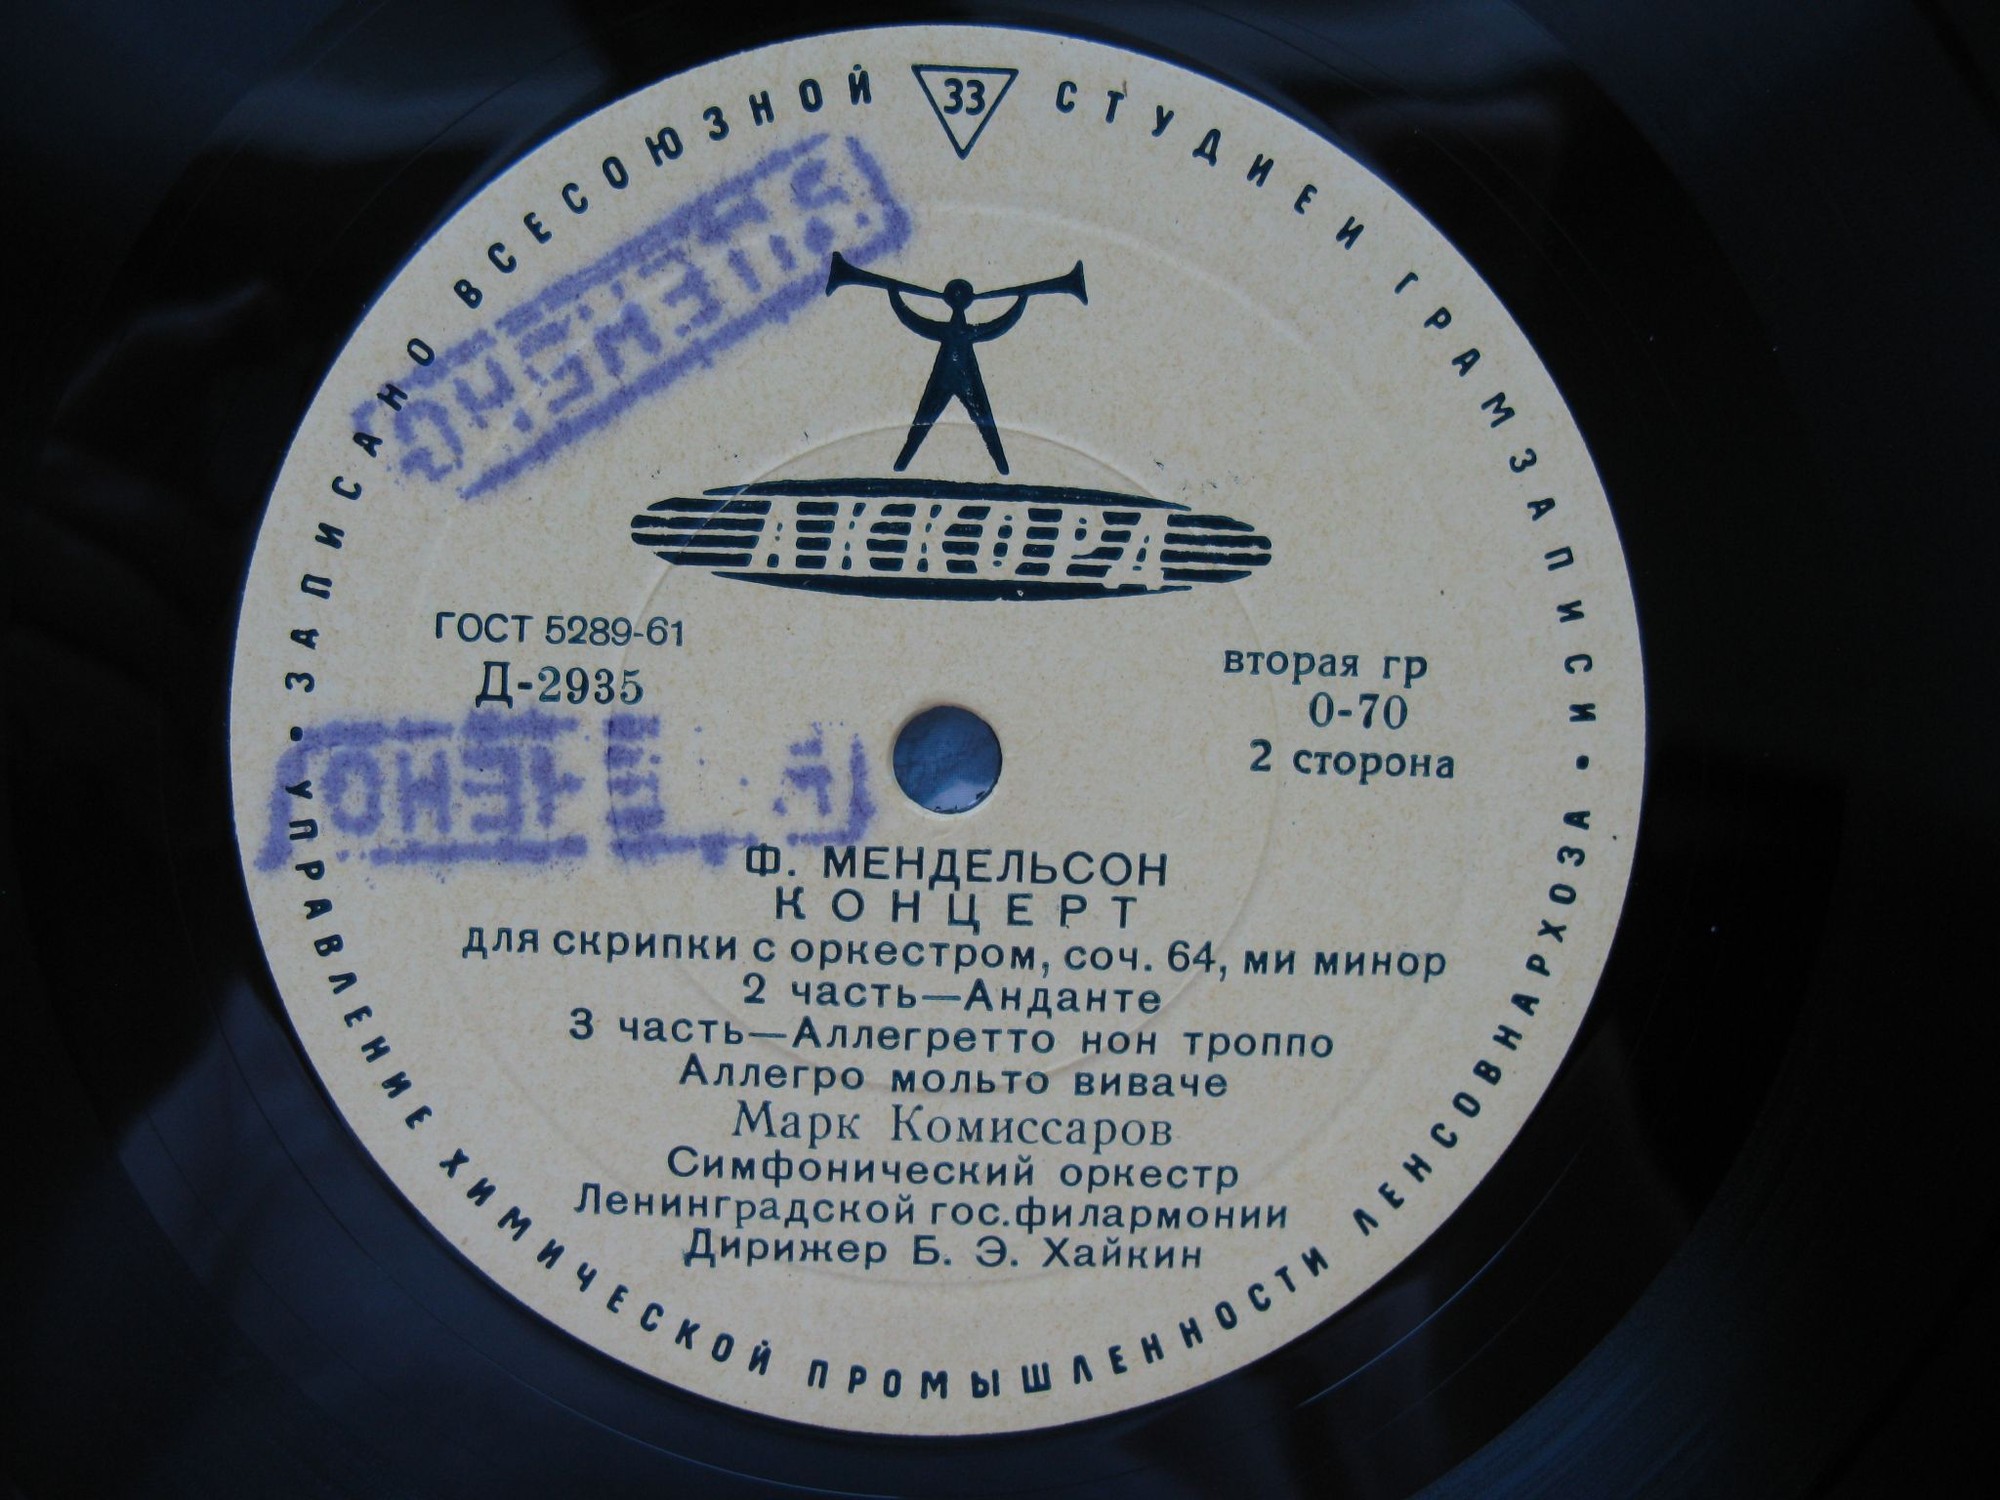 ЗАПИСАНО ВСЕСОЮЗНОЙ СТУДИЕЙ ГРАМЗАПИСИ
33
АККОРД
ГОСТ 5289-61
Д-2935
вторая гр
0-70
2 сторона
Ф. МЕНДЕЛЬСОН
КОНЦЕРТ
для скрипки с оркестром, соч. 64, ми минор
2 часть—Анданте
3 часть—Аллегретто нон троппо
Аллегро мольто виваче
Марк Комиссаров
Симфонический оркестр
Ленинградской гос.филармонии
Дирижер Б. Э. Хайкин
УПРАВЛЕНИЕ ХИМИЧЕСКОЙ ПРОМЫШЛЕННОСТИ ЛЕНСОВНАРХОЗА